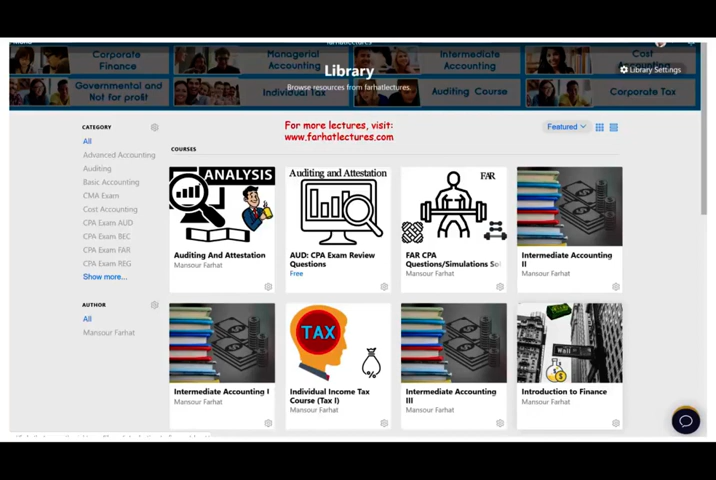 farhatlectures
Corporate
Finance
Managerial
Accounting
Intermediate
Accounting
Cost
Accounting
Library
Library Settings
Browse resources from farhatlectures.
Governmental and
Not for profit
Individual Tax
Auditing Course
Corporate Tax
For more lectures, visit:
www.farhatlectures.com
Featured
CATEGORY
All
Advanced Accounting
Auditing
Basic Accounting
CMA Exam
Cost Accounting
CPA Exam AUD
CPA Exam BEC
CPA Exam FAR
CPA Exam REG
Show more...
AUTHOR
All
Mansour Farhat
COURSES
ANALYSIS
Auditing And Attestation
Mansour Farhat
Auditing and Attestation
AUD: CPA Exam Review
Questions
Free
FAR
FAR CPA
Questions/Simulations Sol
Mansour Farhat
Intermediate Accounting
II
Mansour Farhat
Intermediate Accounting I
Mansour Farhat
TAX
%
Individual Income Tax
Course (Tax I)
Mansour Farhat
Intermediate Accounting
III
Mansour Farhat
Wall
Introduction to Finance
Mansour Farhat